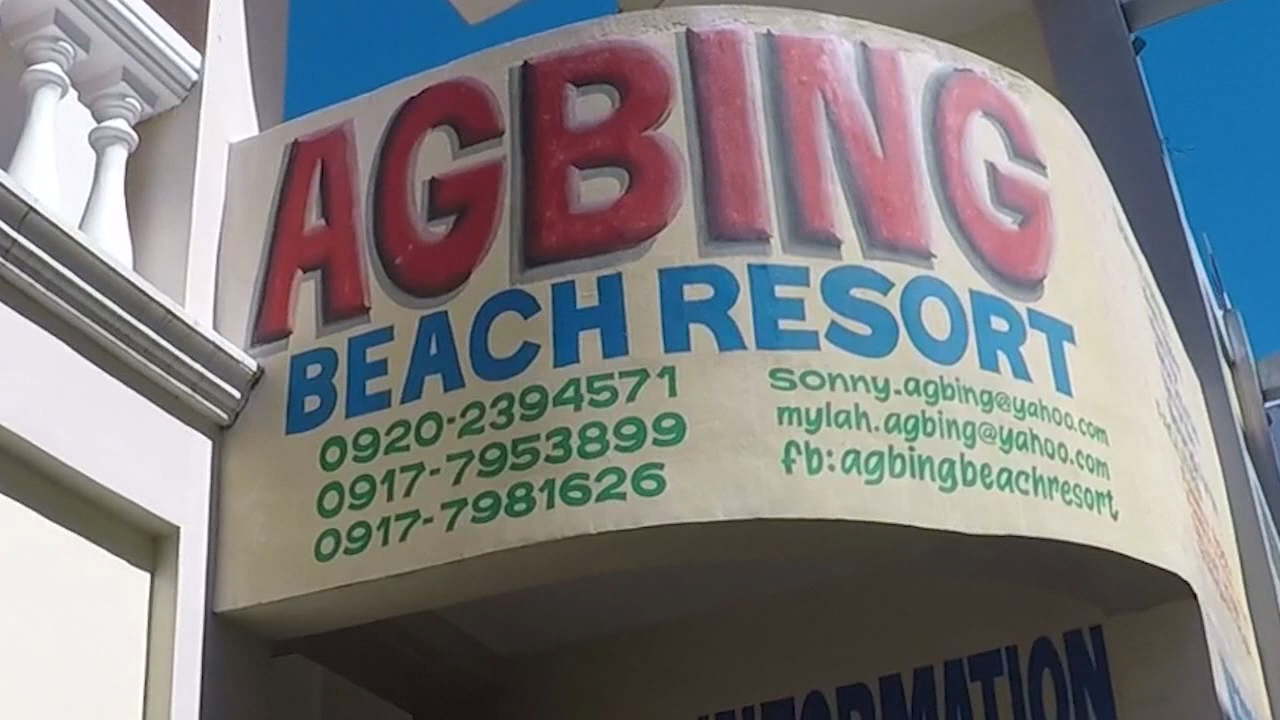 AGBING
BEACH RESORT
0920-2394571
0917-7953899
0917-7981626
sonny.agbing@yahoo.com
mylah.agbing@yahoo.com
fb:agbingbeachresort
INFORMATION